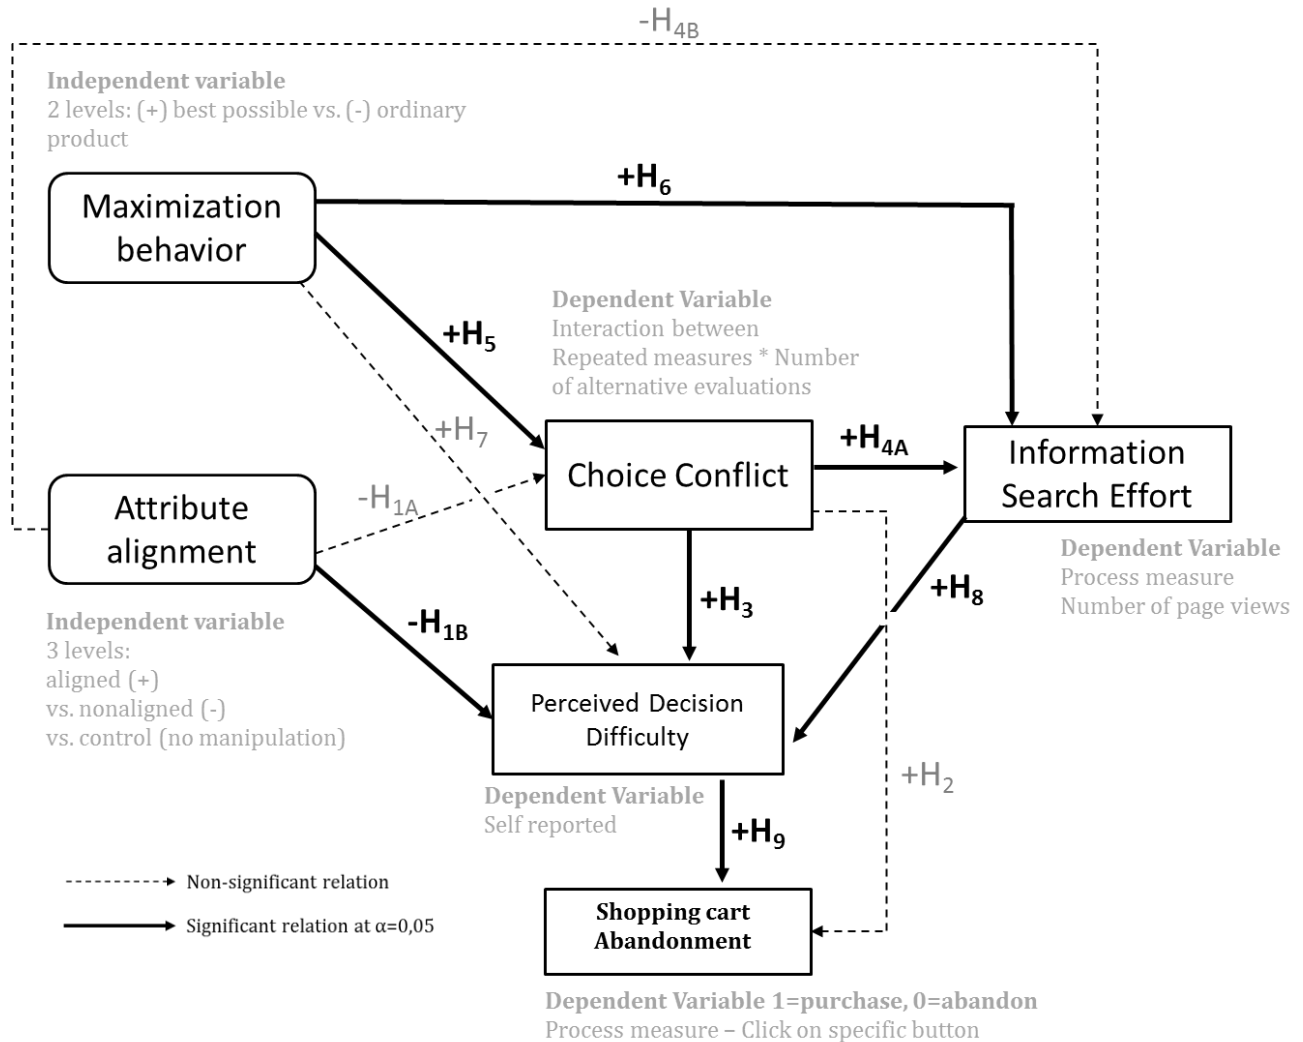 -H4B
Independent variable
2 levels: (+) best possible vs. (-) ordinary
product
Maximization
behavior
+H6
+H5
Dependent Variable
Interaction between
Repeated measures * Number
of alternative evaluations
+H7
Choice Conflict
+H4A
Information
Search Effort
Attribute
alignment
-H1A
Dependent Variable
Process measure
Number of page views
+H8
+H3
-H1B
Independent variable
3 levels:
aligned (+)
vs. nonaligned (-)
vs. control (no manipulation)
Perceived Decision
Difficulty
+H2
Dependent Variable
Self reported
+H9
Non-significant relation
Significant relation at α=0,05
Shopping cart
Abandonment
Dependent Variable 1=purchase, 0=abandon
Process measure – Click on specific button